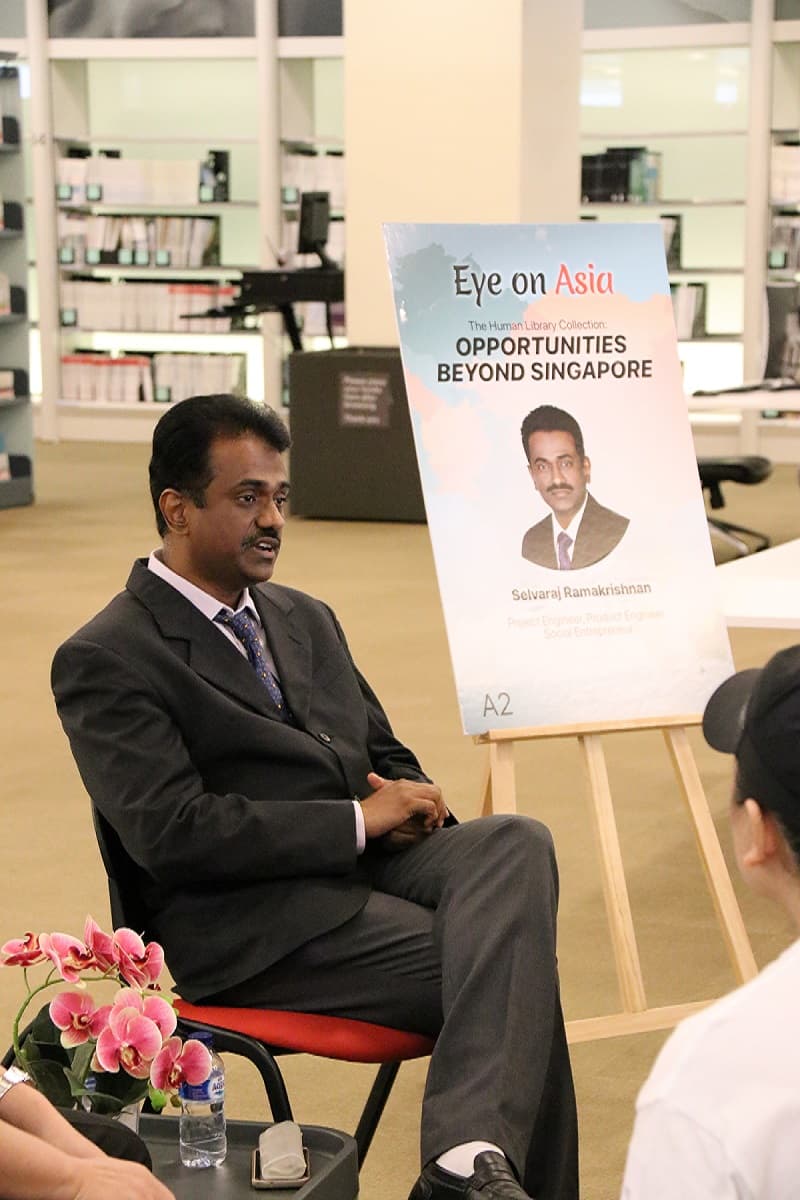 Eye on Asia
The Human Library Collection:
OPPORTUNITIES
BEYOND SINGAPORE
Selvaraj Ramakrishnan
Project Engineer, Product Engineer
Social Entrepreneur
A2